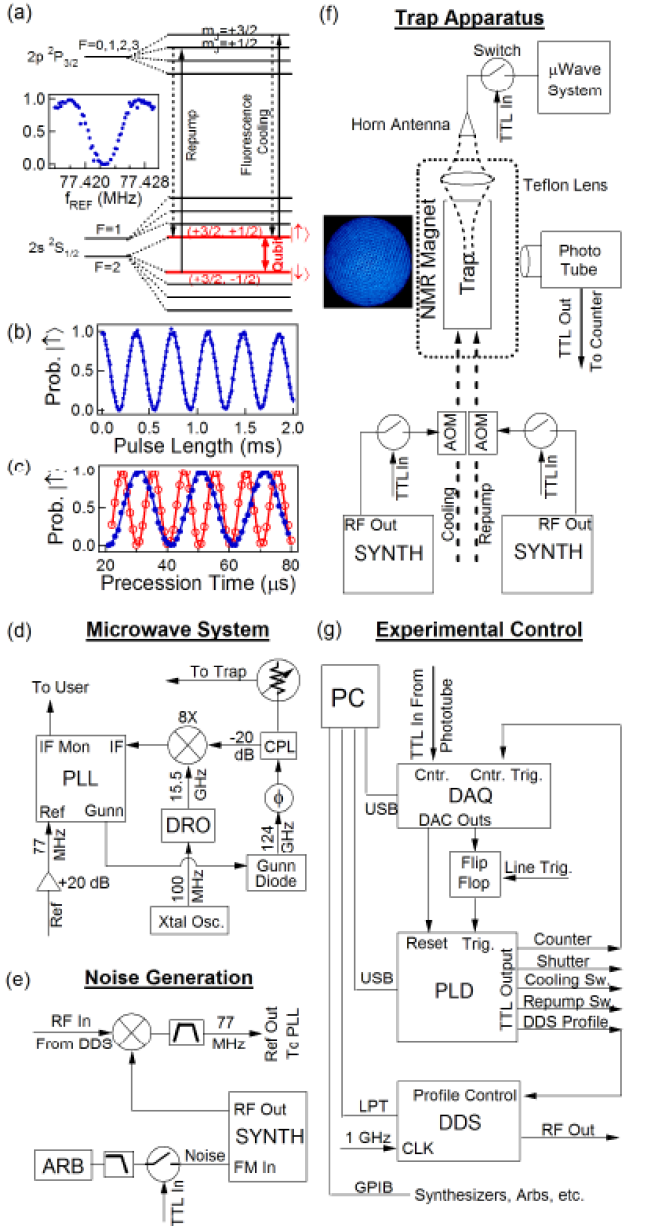 (a)
2p ²P₃/₂
F=0,1,2,3
m_J=+3/2
m_J=+1/2
1.0
0.5
0.0
77.420
77.428
f_REF (MHz)
Repump
Fluorescence
Cooling
F=1
2s ²S₁/₂
F=2
(+3/2, +1/2)
|↑⟩
Qubit
(+3/2, -1/2)
|↓⟩
(b)
Prob. |↑⟩
1.0
0.5
0.0
0.0
0.5
1.0
1.5
2.0
Pulse Length (ms)
(c)
Prob. |↑⟩
1.0
0.5
0.0
20
30
40
50
60
70
80
Precession Time (μs)
(d) Microwave System
To User
To Trap
8X
-20
dB
CPL
IF Mon
IF
PLL
Ref
Gunn
15.5
GHz
DRO
ϕ
124
GHz
Gunn
Diode
77
MHz
+20 dB
Ref
100
MHz
Xtal Osc.
(e) Noise Generation
RF In
From DDS
77
MHz
Ref Out
To PLL
RF Out
SYNTH
FM In
ARB
Noise
TTL In
(f) Trap Apparatus
Switch
μWave
System
TTL In
Horn Antenna
Teflon Lens
NMR Magnet
Trap
Photo
Tube
TTL Out
To Counter
AOM
AOM
TTL In
TTL In
Cooling
Repump
RF Out
SYNTH
RF Out
SYNTH
(g) Experimental Control
PC
TTL In From
Phototube
Cntr.
Cntr. Trig.
DAQ
USB
DAC Outs
Flip
Flop
Line Trig.
Reset
Trig.
PLD
USB
TTL Output
Counter
Shutter
Cooling Sw.
Repump Sw.
DDS Profile
LPT
Profile Control
DDS
1 GHz
CLK
RF Out
GPIB
Synthesizers, Arbs, etc.